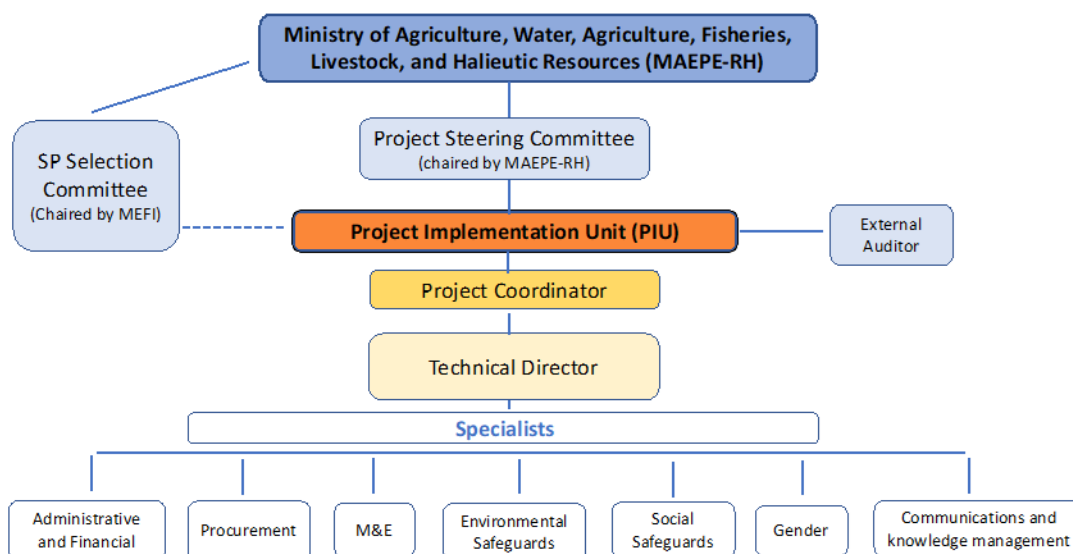 Ministry of Agriculture, Water, Agriculture, Fisheries,
Livestock, and Halieutic Resources (MAEPE-RH)
SP Selection
Committee
(Chaired by MEFI)
Project Steering Committee
(chaired by MAEPE-RH)
Project Implementation Unit (PIU)
External
Auditor
Project Coordinator
Technical Director
Specialists
Administrative
and Financial
Procurement
M&E
Environmental
Safeguards
Social
Safeguards
Gender
Communications and
knowledge management